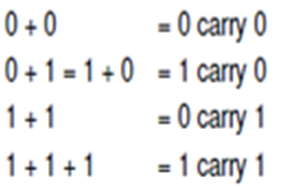 0 + 0 = 0 carry 0
0 + 1 = 1 + 0 = 1 carry 0
1 + 1 = 0 carry 1
1 + 1 + 1 = 1 carry 1